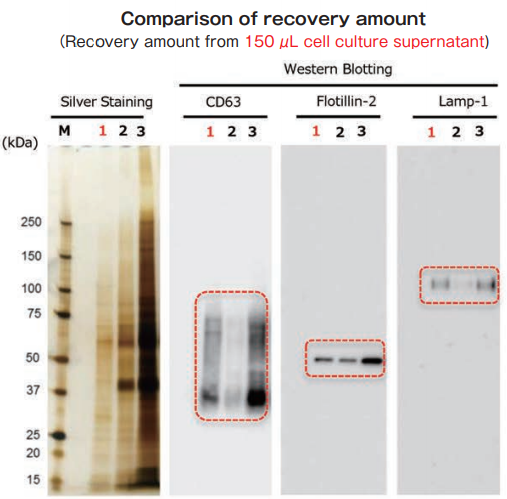 Comparison of recovery amount
(Recovery amount from 150 μL cell culture supernatant)
Western Blotting
Silver Staining CD63 Flotillin-2 Lamp-1
(kDa) M 1 2 3 1 2 3 1 2 3 1 2 3
250
150
100
75
50
37
25
20
15